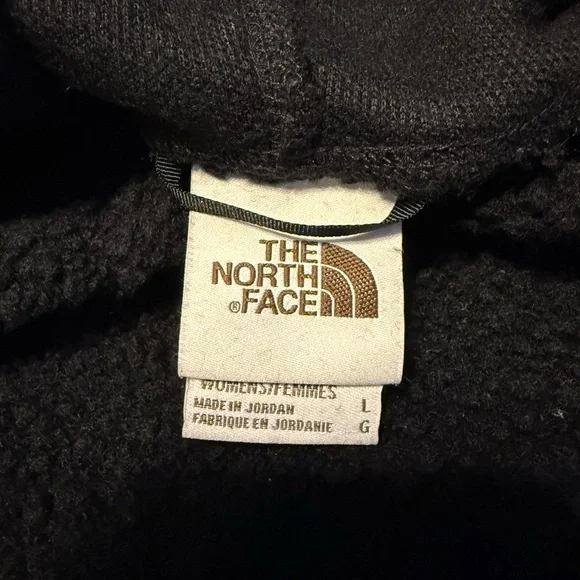 THE
NORTH
®FACE
WOMENS/FEMMES
MADE IN JORDAN L
FABRIQUE EN JORDANIE G